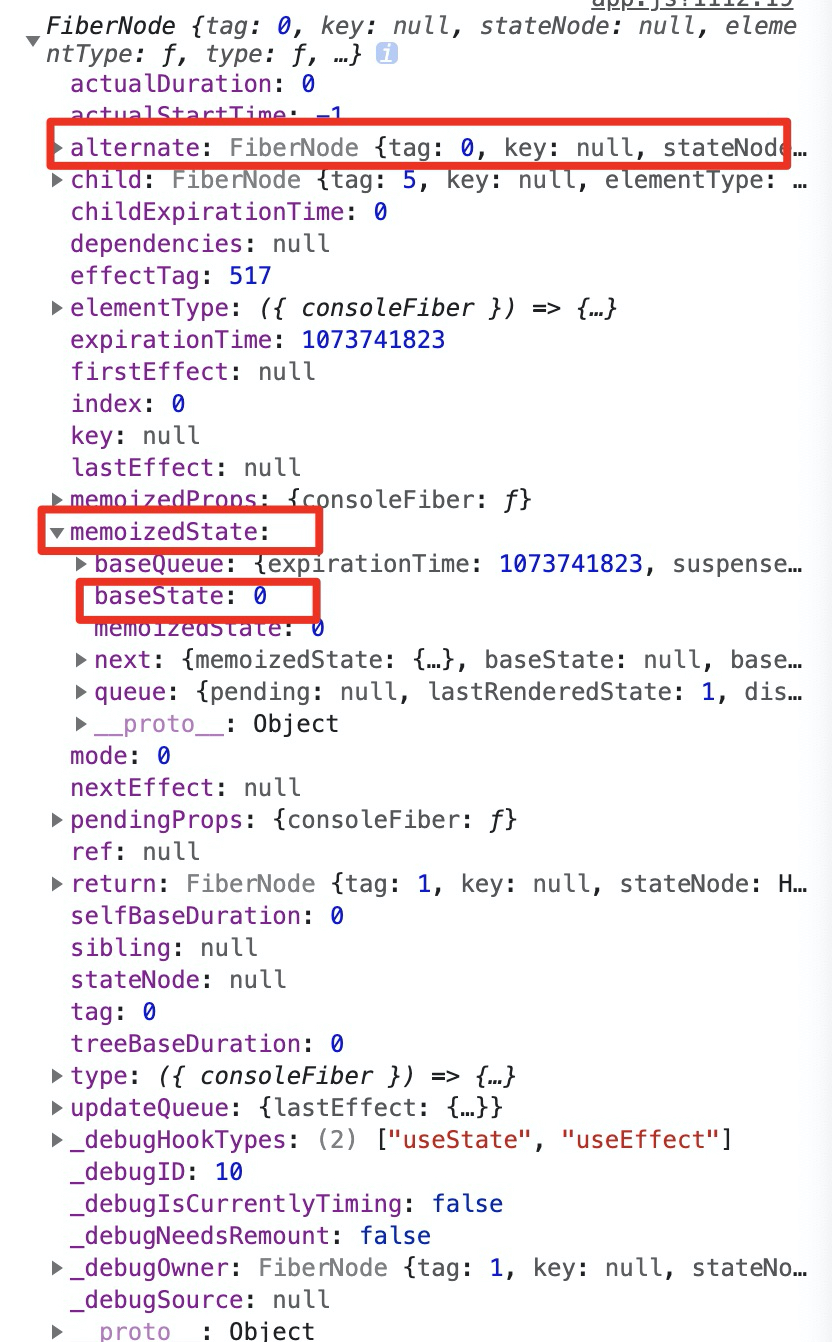 app.js?1112:19
FiberNode {tag: 0, key: null, stateNode: null, eleme
ntType: ƒ, type: ƒ, …} i
actualDuration: 0
actualStartTime: -1
alternate: FiberNode {tag: 0, key: null, stateNode…
child: FiberNode {tag: 5, key: null, elementType: …
childExpirationTime: 0
dependencies: null
effectTag: 517
elementType: ({ consoleFiber }) => {…}
expirationTime: 1073741823
firstEffect: null
index: 0
key: null
lastEffect: null
memoizedProps: {consoleFiber: ƒ}
memoizedState:
baseQueue: {expirationTime: 1073741823, suspense…
baseState: 0
memoizedState: 0
next: {memoizedState: {…}, baseState: null, base…
queue: {pending: null, lastRenderedState: 1, dis…
__proto__: Object
mode: 0
nextEffect: null
pendingProps: {consoleFiber: ƒ}
ref: null
return: FiberNode {tag: 1, key: null, stateNode: H…
selfBaseDuration: 0
sibling: null
stateNode: null
tag: 0
treeBaseDuration: 0
type: ({ consoleFiber }) => {…}
updateQueue: {lastEffect: {…}}
_debugHookTypes: (2) ["useState", "useEffect"]
_debugID: 10
_debugIsCurrentlyTiming: false
_debugNeedsRemount: false
_debugOwner: FiberNode {tag: 1, key: null, stateNo…
_debugSource: null
__proto__: Object